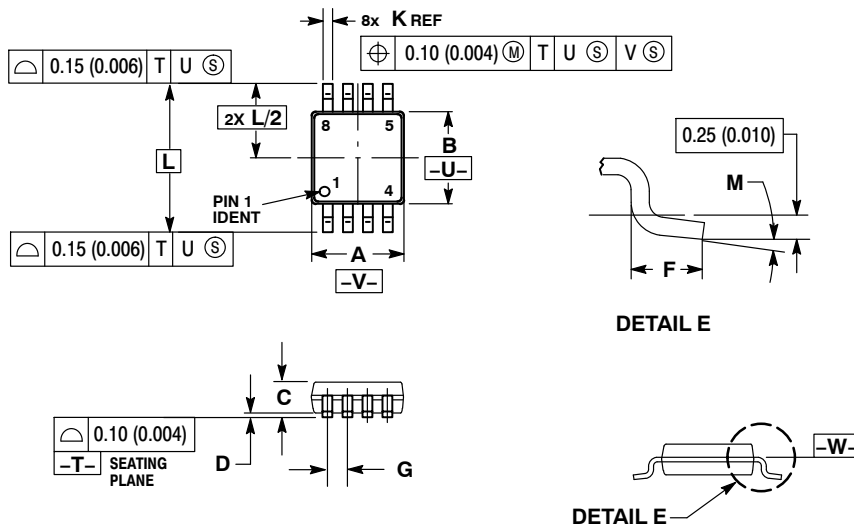 8x K REF
⌖ 0.10 (0.004) Ⓜ T U Ⓢ V Ⓢ
⌓ 0.15 (0.006) T U Ⓢ
2X L/2
L
8 5
B
–U–
1 4
PIN 1
IDENT
⌓ 0.15 (0.006) T U Ⓢ
A
–V–
0.25 (0.010)
M
F
DETAIL E
C
⌓ 0.10 (0.004)
–T– SEATING
PLANE
D
G
–W–
DETAIL E